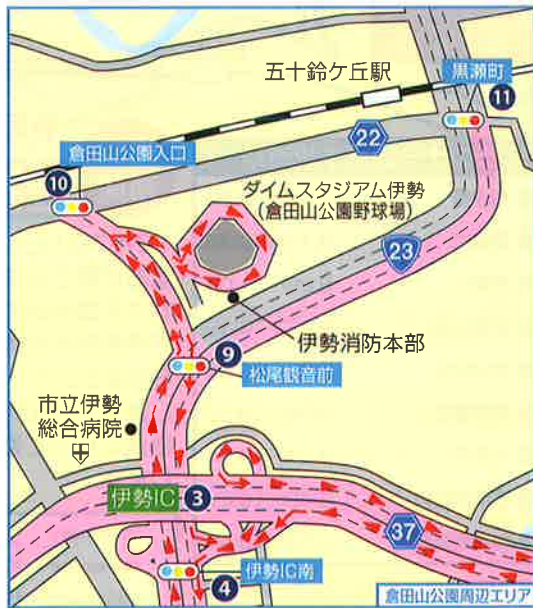 五十鈴ケ丘駅
黒瀬町
11
22
倉田山公園入口
10
ダイムスタジアム伊勢
(倉田山公園野球場)
23
伊勢消防本部
9
松尾観音前
市立伊勢
総合病院
伊勢IC
3
37
伊勢IC南
4
倉田山公園周辺エリア